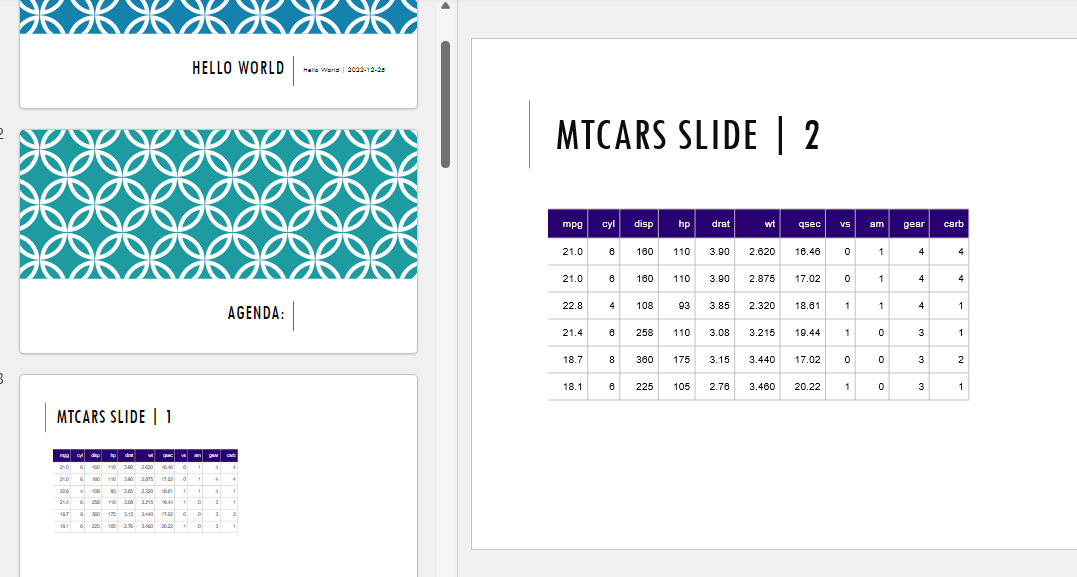 HELLO WORLD
Hello World | 2022-12-25
2
AGENDA:
3
MTCARS SLIDE | 1
mpg cyl disp hp drat wt qsec vs am gear carb
21.0 6 160 110 3.90 2.620 16.46 0 1 4 4
21.0 6 160 110 3.90 2.875 17.02 0 1 4 4
22.8 4 108 93 3.85 2.320 18.61 1 1 4 1
21.4 6 258 110 3.08 3.215 19.44 1 0 3 1
18.7 8 360 175 3.15 3.440 17.02 0 0 3 2
18.1 6 225 105 2.76 3.460 20.22 1 0 3 1
MTCARS SLIDE | 2
mpg cyl disp hp drat wt qsec vs am gear carb
21.0 6 160 110 3.90 2.620 16.46 0 1 4 4
21.0 6 160 110 3.90 2.875 17.02 0 1 4 4
22.8 4 108 93 3.85 2.320 18.61 1 1 4 1
21.4 6 258 110 3.08 3.215 19.44 1 0 3 1
18.7 8 360 175 3.15 3.440 17.02 0 0 3 2
18.1 6 225 105 2.76 3.460 20.22 1 0 3 1